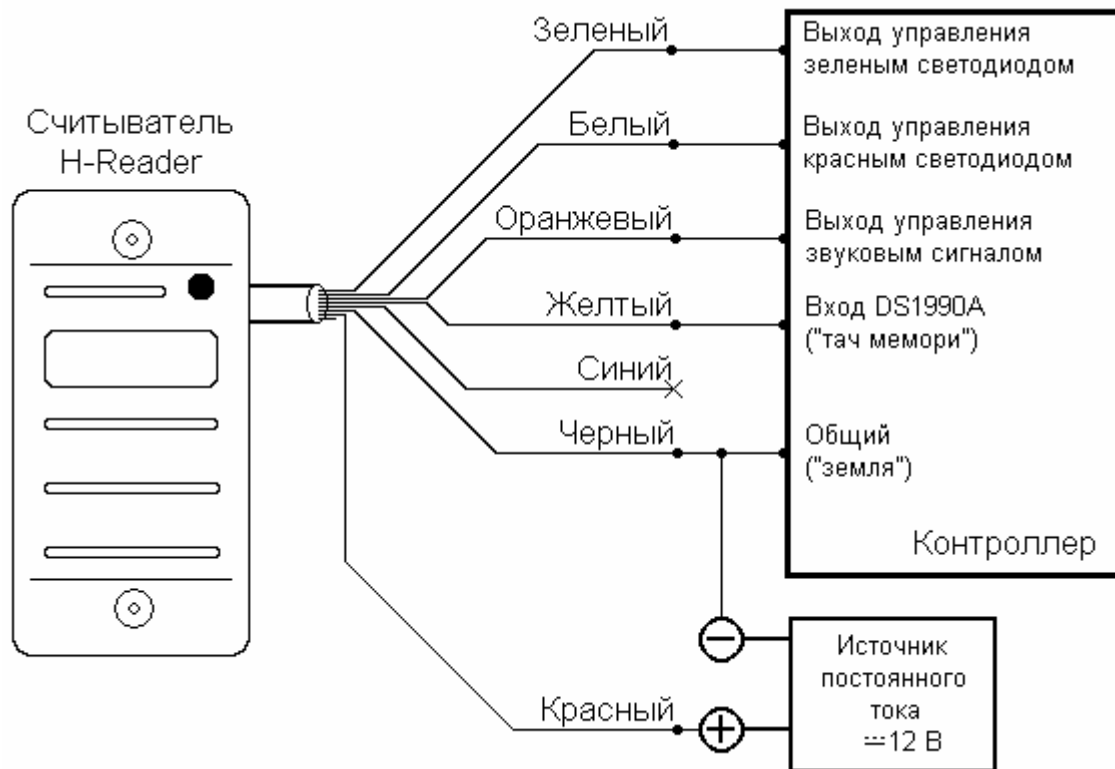 Считыватель
H-Reader
Зеленый
Белый
Оранжевый
Желтый
Синий
Черный
Красный
Выход управления
зеленым светодиодом
Выход управления
красным светодиодом
Выход управления
звуковым сигналом
Вход DS1990A
("тач мемори")
Общий
("земля")
Контроллер
Источник
постоянного
тока
⎓12 В